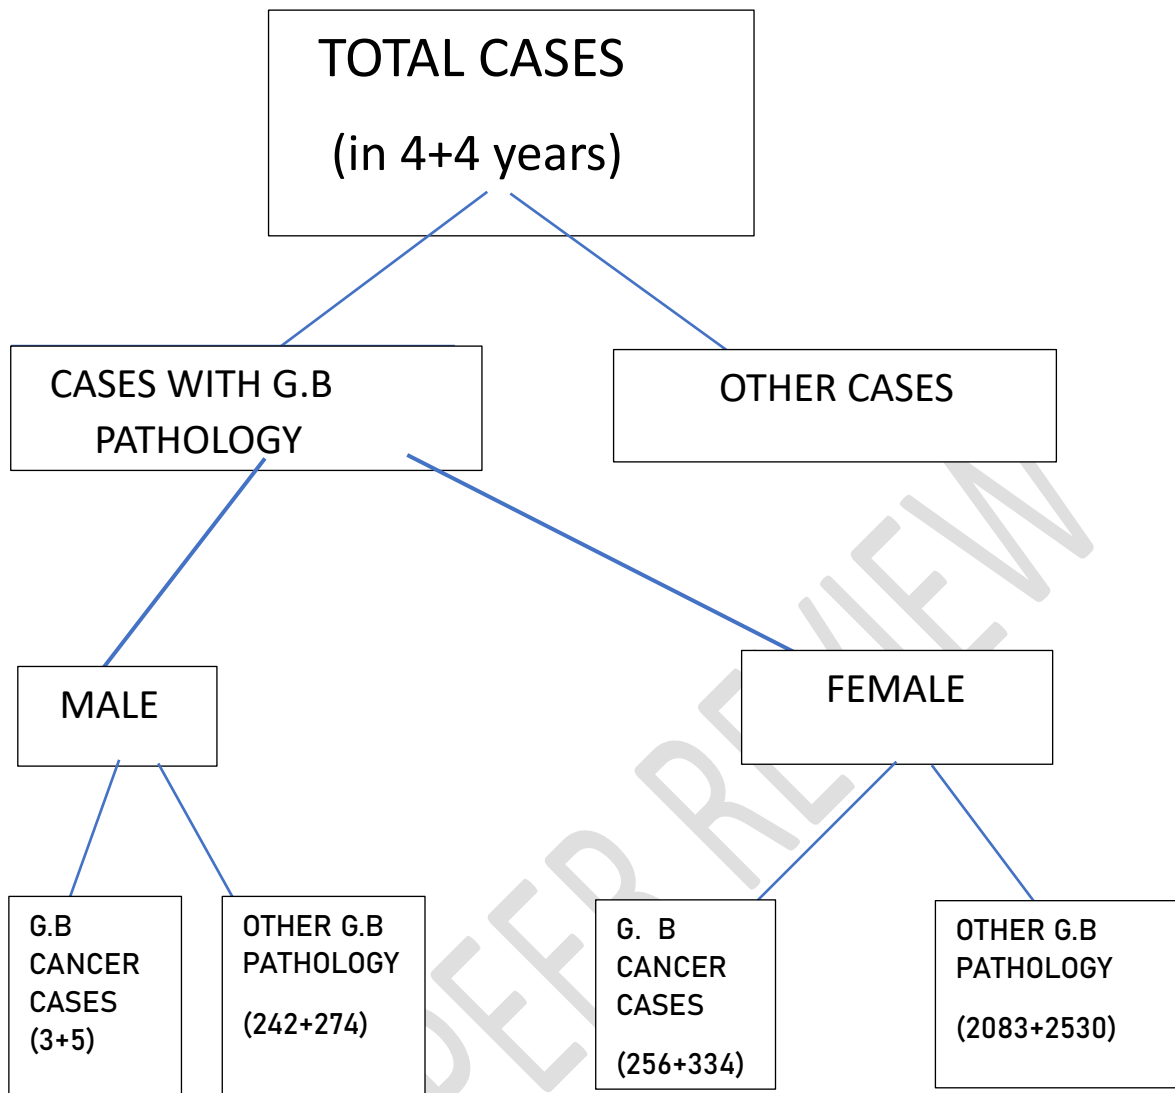 TOTAL CASES
(in 4+4 years)
CASES WITH G.B
PATHOLOGY
OTHER CASES
MALE
FEMALE
G.B
CANCER
CASES
(3+5)
OTHER G.B
PATHOLOGY
(242+274)
G. B
CANCER
CASES
(256+334)
OTHER G.B
PATHOLOGY
(2083+2530)
PEER REVIEW